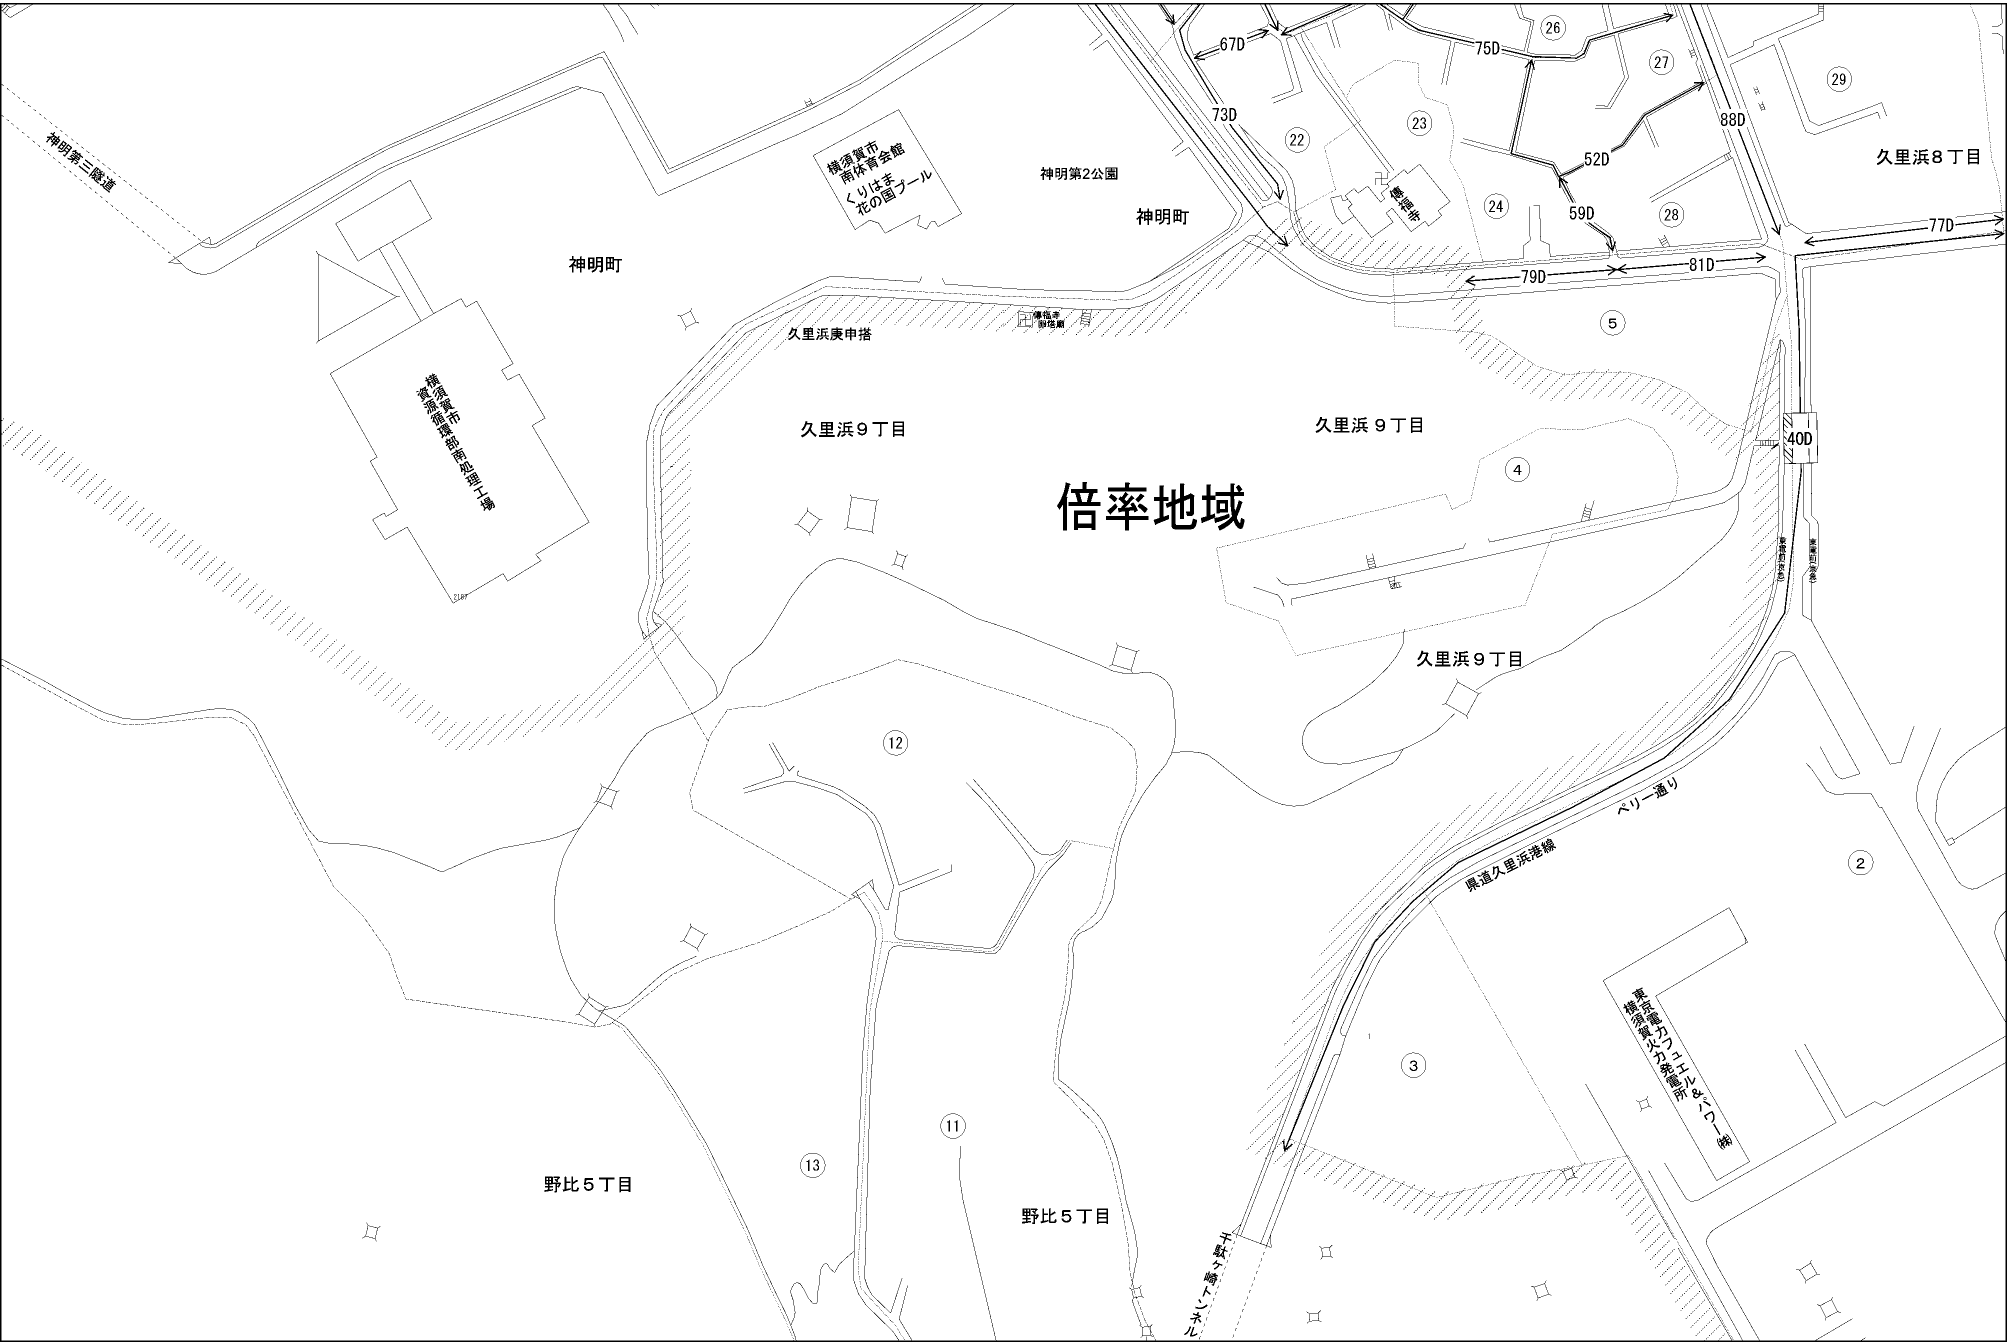 26
67D
75D
27
29
73D
23
22
88D
神明第三隧道
横須賀市
南体育会館
くりはま
花の国プール
52D
久里浜８丁目
神明第2公園
傳福寺
24
59D
28
神明町
77D
神明町
79D
81D
傳福寺
久里浜庚申搭
5
横須賀市
資源循環部南処理工場
久里浜９丁目
久里浜９丁目
40D
4
倍率地域
2187
久里浜９丁目
12
ペリー通り
県道久里浜港線
2
東京電力フュエル&パワー㈱
横須賀火力発電所
3
11
13
野比５丁目
野比５丁目
千駄ヶ崎トンネル